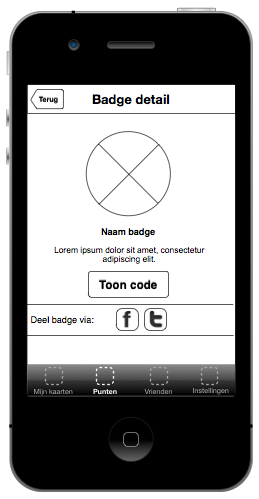 Terug
Badge detail
Naam badge
Lorem ipsum dolor sit amet, consectetur
adipiscing elit.
Toon code
Deel badge via: f t
Mijn kaarten Punten Vrienden Instellingen